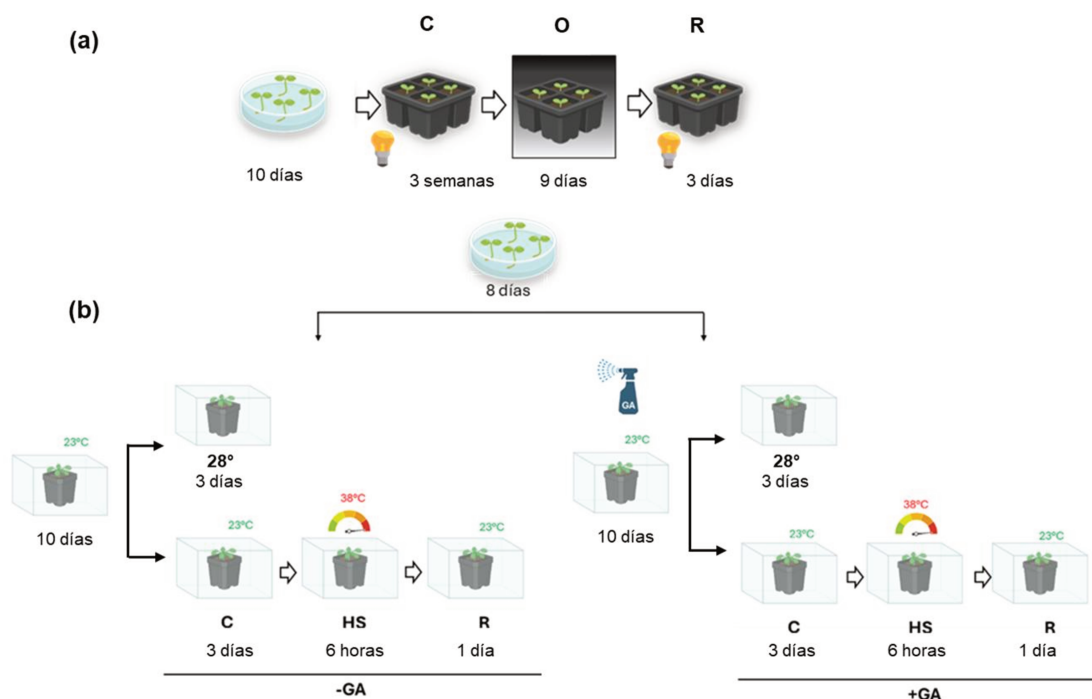 (a)
C
O
R
10 días
3 semanas
9 días
3 días
8 días
(b)
23ºC
10 días
28º
3 días
23ºC
38ºC
23ºC
C
HS
R
3 días
6 horas
1 día
-GA
GA
23ºC
10 días
28º
3 días
23ºC
38ºC
23ºC
C
HS
R
3 días
6 horas
1 día
+GA